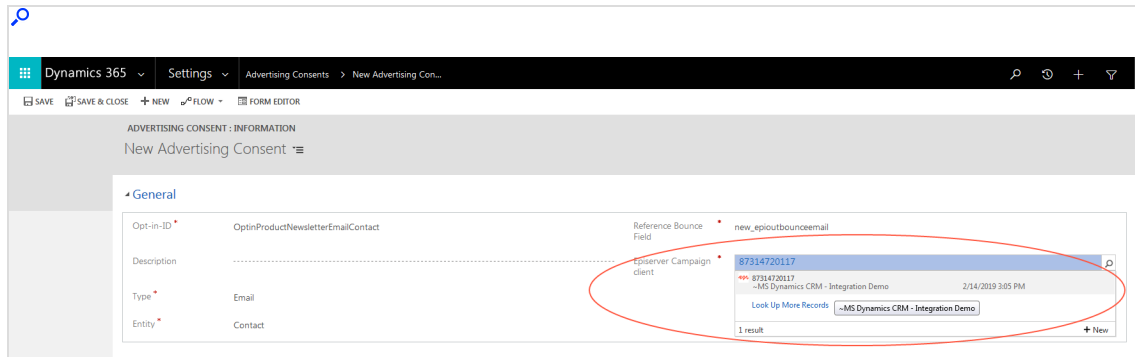 Dynamics 365 Settings Advertising Consents > New Advertising Con...
SAVE SAVE & CLOSE + NEW FLOW FORM EDITOR
ADVERTISING CONSENT : INFORMATION
New Advertising Consent
General
Opt-in-ID * OptinProductNewsletterEmailContact
Reference Bounce Field * new_epioutbounceemail
Description
Episerver Campaign client * 87314720117
87314720117
~MS Dynamics CRM - Integration Demo 2/14/2019 3:05 PM
Type * Email
Look Up More Records ~MS Dynamics CRM - Integration Demo
Entity * Contact
1 result + New